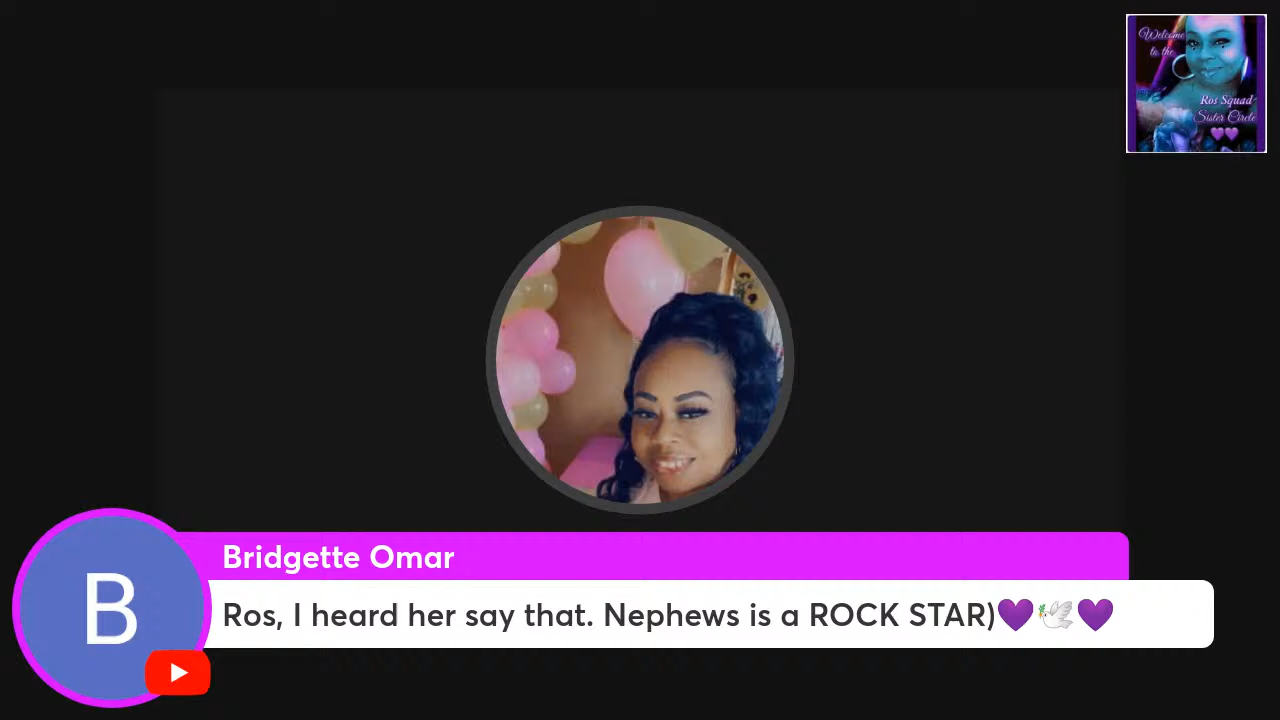 Welcome
to the
Ros Squad
Sister Circle
B
Bridgette Omar
Ros, I heard her say that. Nephews is a ROCK STAR)💜🕊️💜